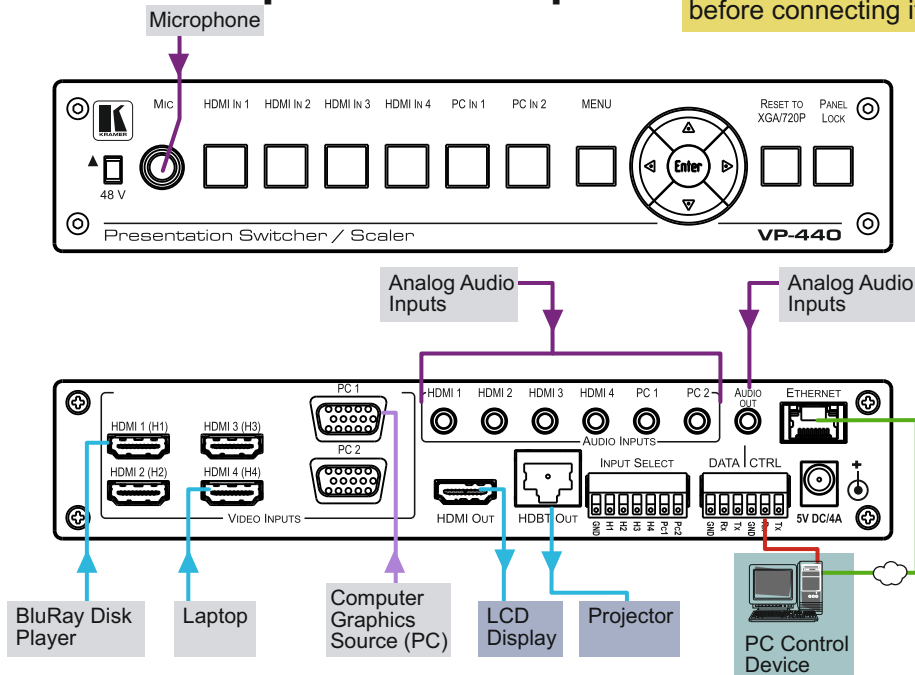 before connecting it
Microphone
MIC HDMI IN 1 HDMI IN 2 HDMI IN 3 HDMI IN 4 PC IN 1 PC IN 2 MENU RESET TO XGA/720P PANEL LOCK
K
KRAMER
Enter
48 V
Presentation Switcher / Scaler VP-440
Analog Audio
Inputs
Analog Audio
Inputs
PC 1 HDMI 1 HDMI 2 HDMI 3 HDMI 4 PC 1 PC 2 AUDIO OUT ETHERNET
HDMI 1 (H1) HDMI 3 (H3)
AUDIO INPUTS
PC 2
INPUT SELECT DATA CTRL
HDMI 2 (H2) HDMI 4 (H4)
+
VIDEO INPUTS HDMI OUT HDBT OUT 5V DC/4A
GND H1 H2 H3 H4 Pc1 Pc2 GND Rx Tx GND Tx
BluRay Disk
Player
Laptop
Computer
Graphics
Source (PC)
LCD
Display
Projector
PC Control
Device